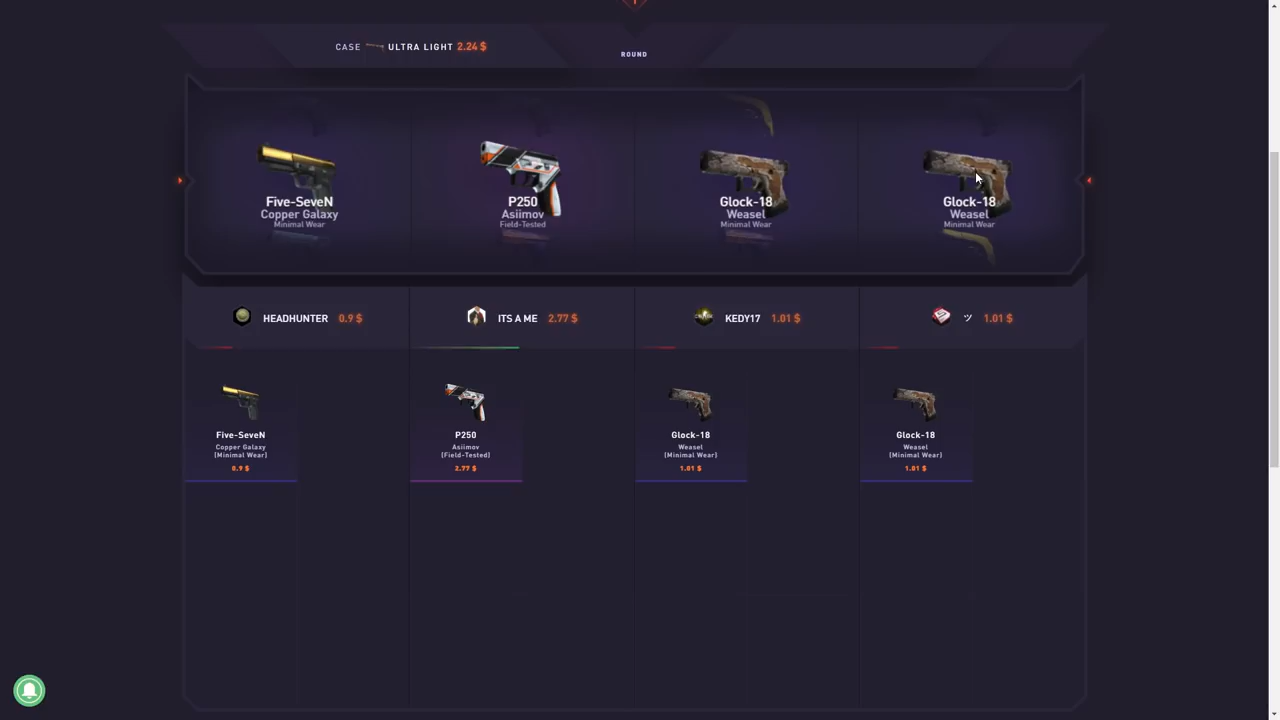 CASE ULTRA LIGHT 2.24 $
ROUND
Five-SeveN
Copper Galaxy
Minimal Wear
P250
Asiimov
Field-Tested
Glock-18
Weasel
Minimal Wear
Glock-18
Weasel
Minimal Wear
HEADHUNTER 0.9 $
ITS A ME 2.77 $
KEDY17 1.01 $
ツ 1.01 $
Five-SeveN
Copper Galaxy
(Minimal Wear)
0.9 $
P250
Asiimov
(Field-Tested)
2.77 $
Glock-18
Weasel
(Minimal Wear)
1.01 $
Glock-18
Weasel
(Minimal Wear)
1.01 $